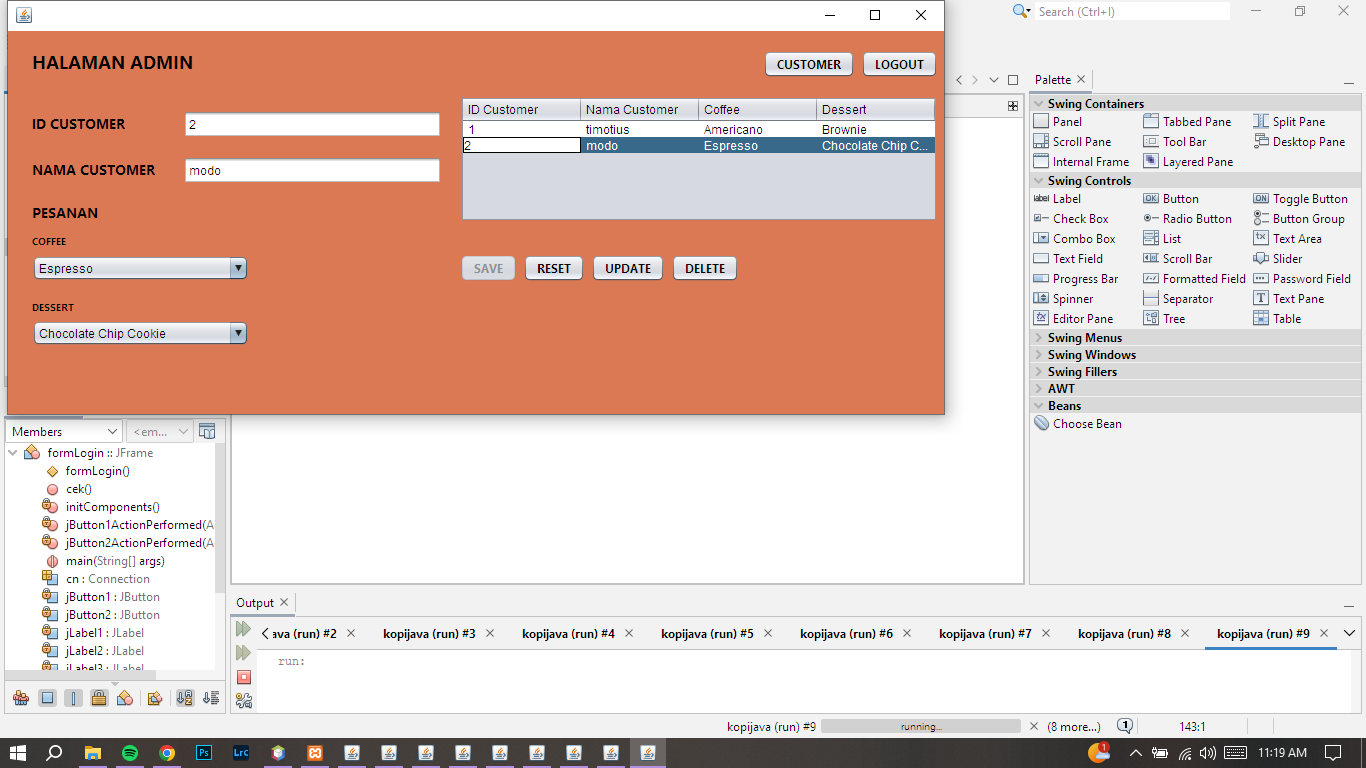 Search (Ctrl+I)
HALAMAN ADMIN
CUSTOMER
LOGOUT
ID CUSTOMER
2
NAMA CUSTOMER
modo
PESANAN
COFFEE
Espresso
DESSERT
Chocolate Chip Cookie
ID Customer Nama Customer Coffee Dessert
1 timotius Americano Brownie
2 modo Espresso Chocolate Chip C...
SAVE RESET UPDATE DELETE
Palette
Swing Containers
Panel Tabbed Pane Split Pane
Scroll Pane Tool Bar Desktop Pane
Internal Frame Layered Pane
Swing Controls
label Label OK Button ON Toggle Button
Check Box Radio Button Button Group
Combo Box List Text Area
Text Field Scroll Bar Slider
Progress Bar Formatted Field Password Field
Spinner Separator T Text Pane
Editor Pane Tree Table
Swing Menus
Swing Windows
Swing Fillers
AWT
Beans
Choose Bean
Members
<em...
formLogin :: JFrame
formLogin()
cek()
initComponents()
jButton1ActionPerformed(A
jButton2ActionPerformed(A
main(String[] args)
cn : Connection
jButton1 : JButton
jButton2 : JButton
jLabel1 : JLabel
jLabel2 : JLabel
jLabel3 : JLabel
Output
ava (run) #2 kopijava (run) #3 kopijava (run) #4 kopijava (run) #5 kopijava (run) #6 kopijava (run) #7 kopijava (run) #8 kopijava (run) #9
run:
kopijava (run) #9 running... (8 more...) 1 143:1
Ps LrC 1 11:19 AM